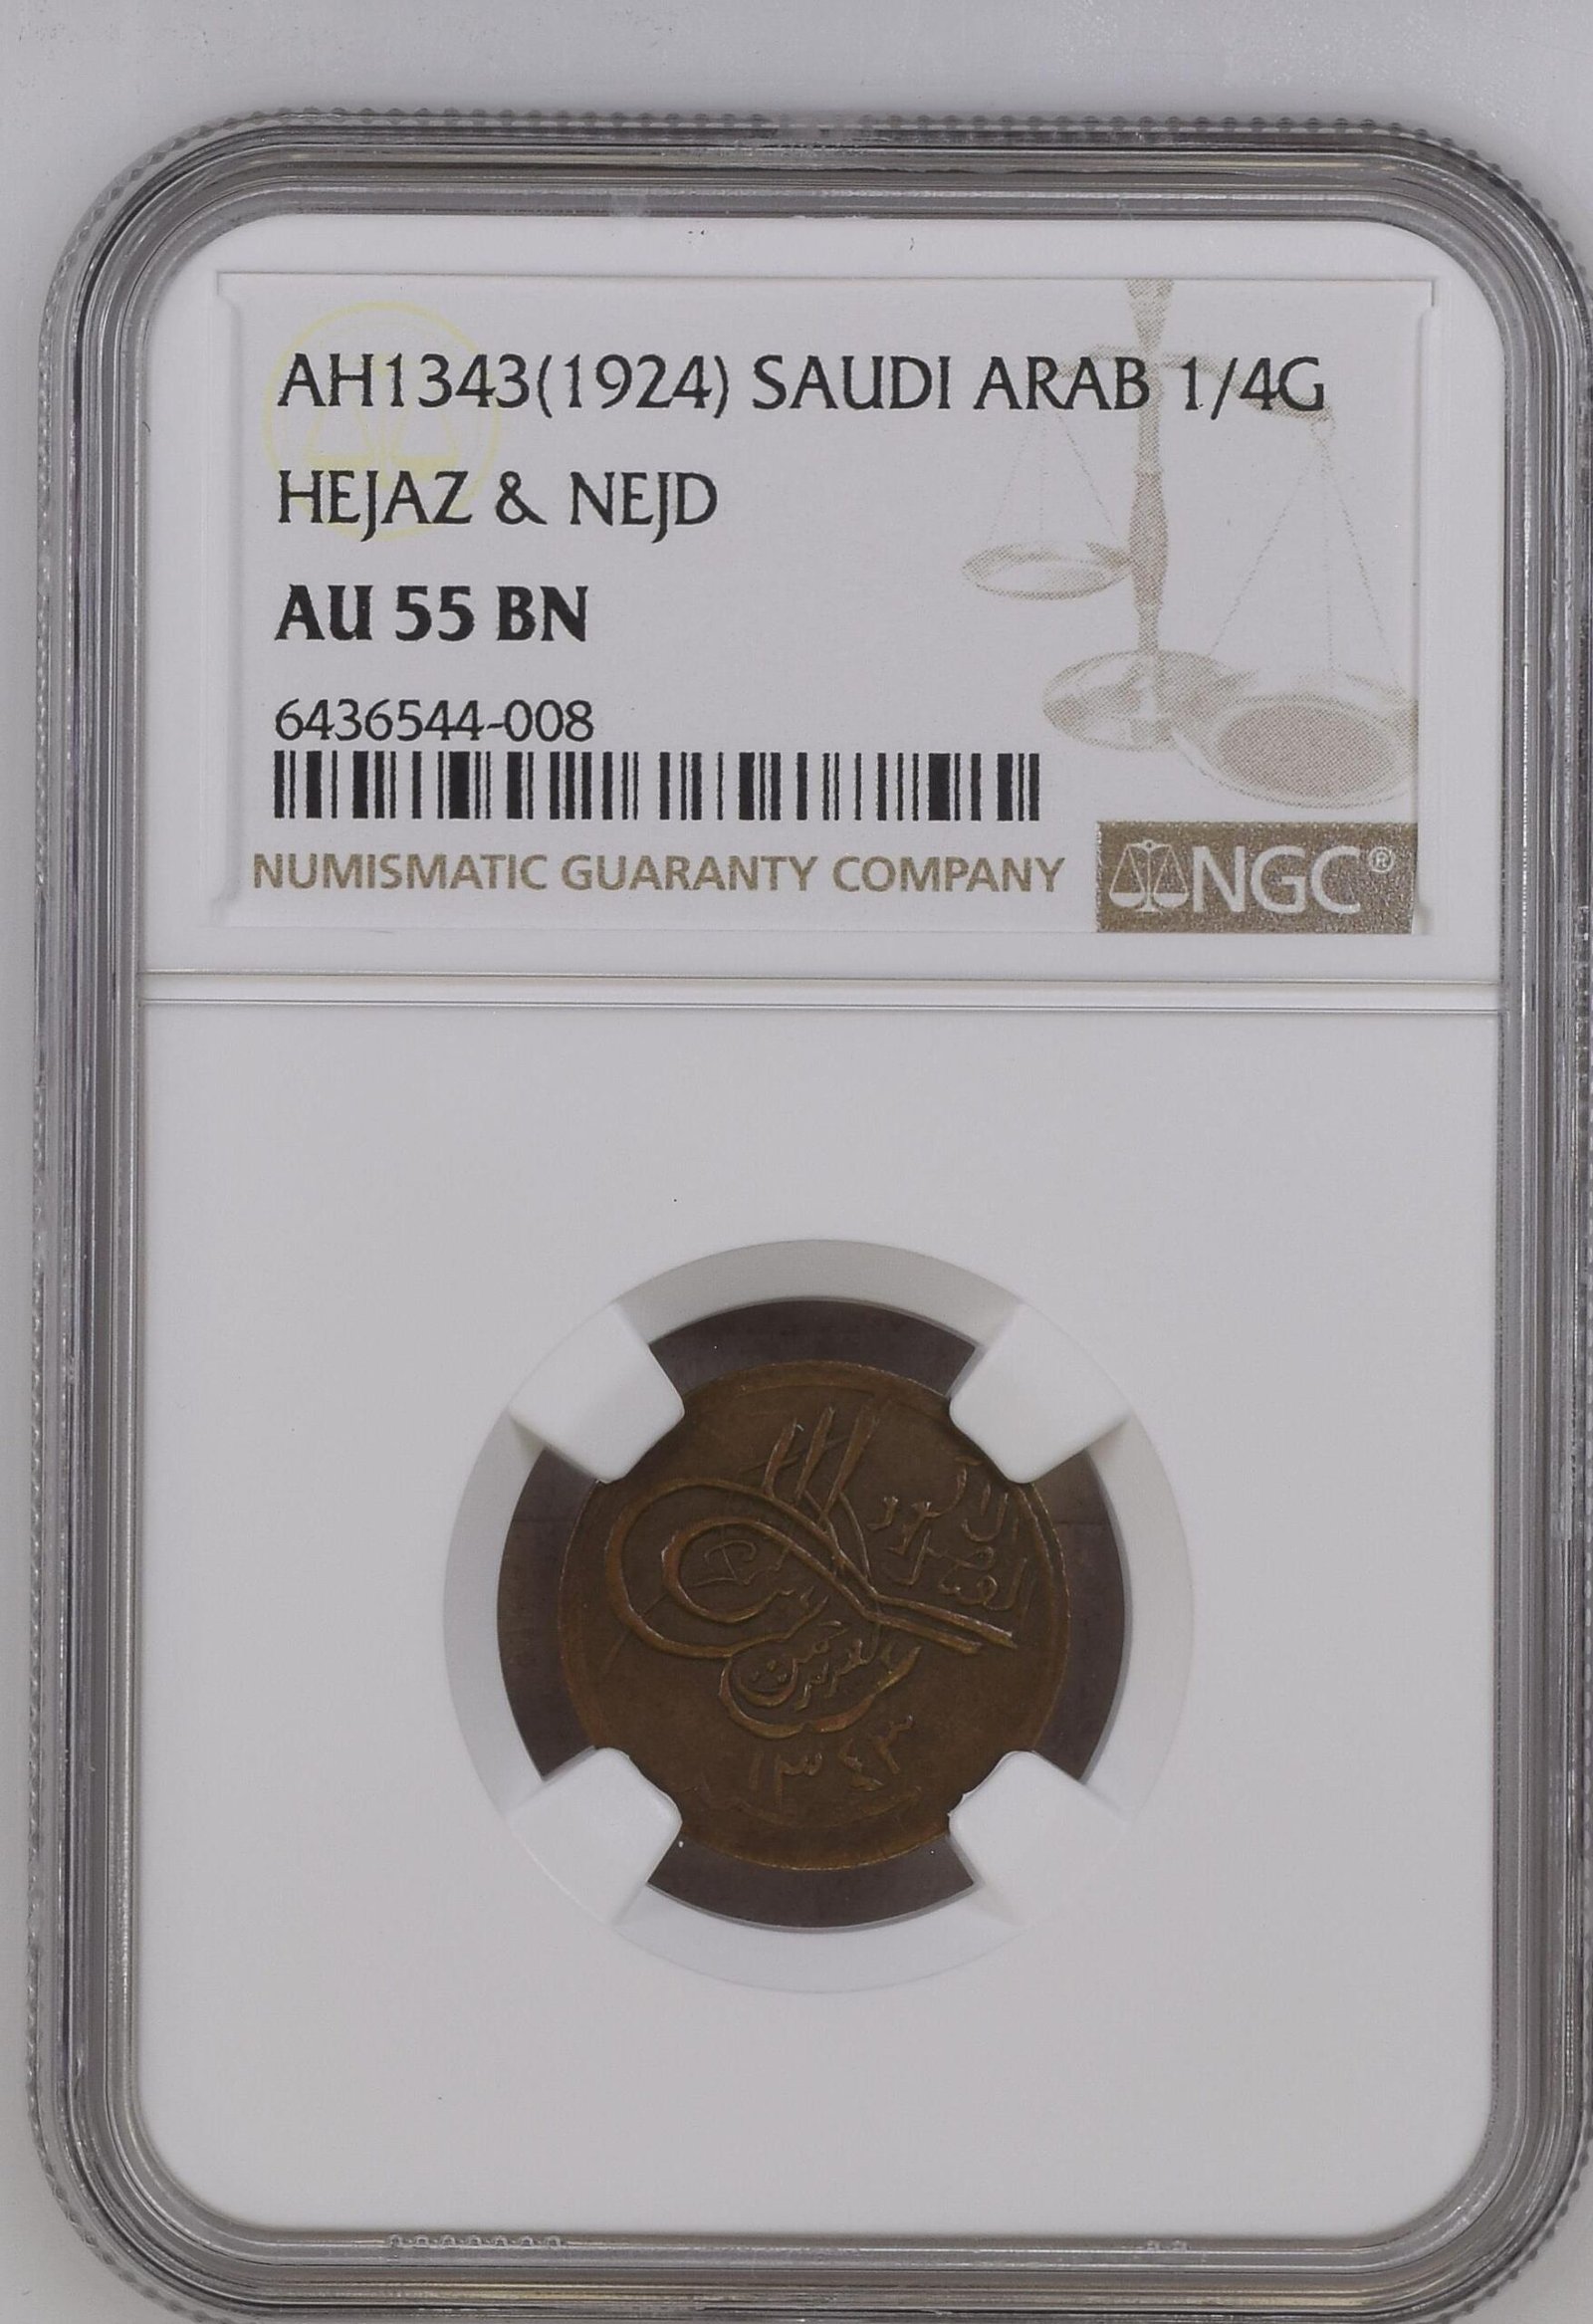 AH1343(1924) SAUDI ARAB 1/4G
HEJAZ & NEJD
AU 55 BN
6436544-008
NUMISMATIC GUARANTY COMPANY
NGC®
١٣٤٣